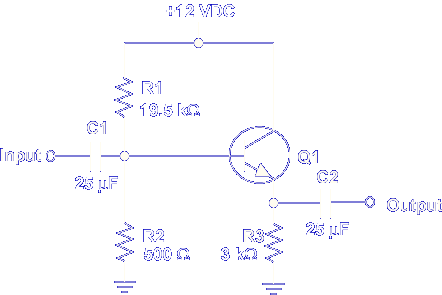 +12 VDC
R1
19.5 kΩ
C1
Input
25 µF
Q1
C2
Output
25 µF
R2
500 Ω
R3
3 kΩ